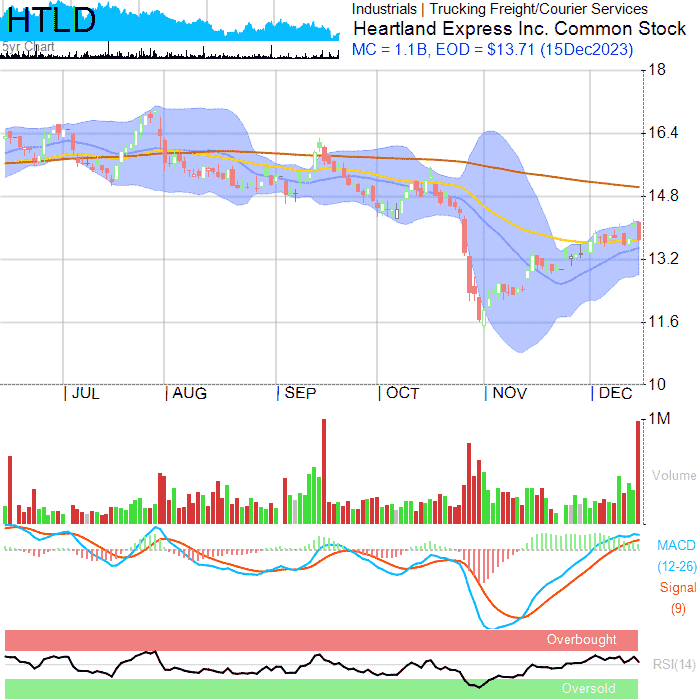 HTLD
5yr Chart
Industrials | Trucking Freight/Courier Services
Heartland Express Inc. Common Stock
MC = 1.1B, EOD = $13.71 (15Dec2023)
18
16.4
14.8
13.2
11.6
10
| JUL | AUG | SEP | OCT | NOV | DEC
1M
Volume
MACD
(12-26)
Signal
(9)
Overbought
RSI(14)
Oversold